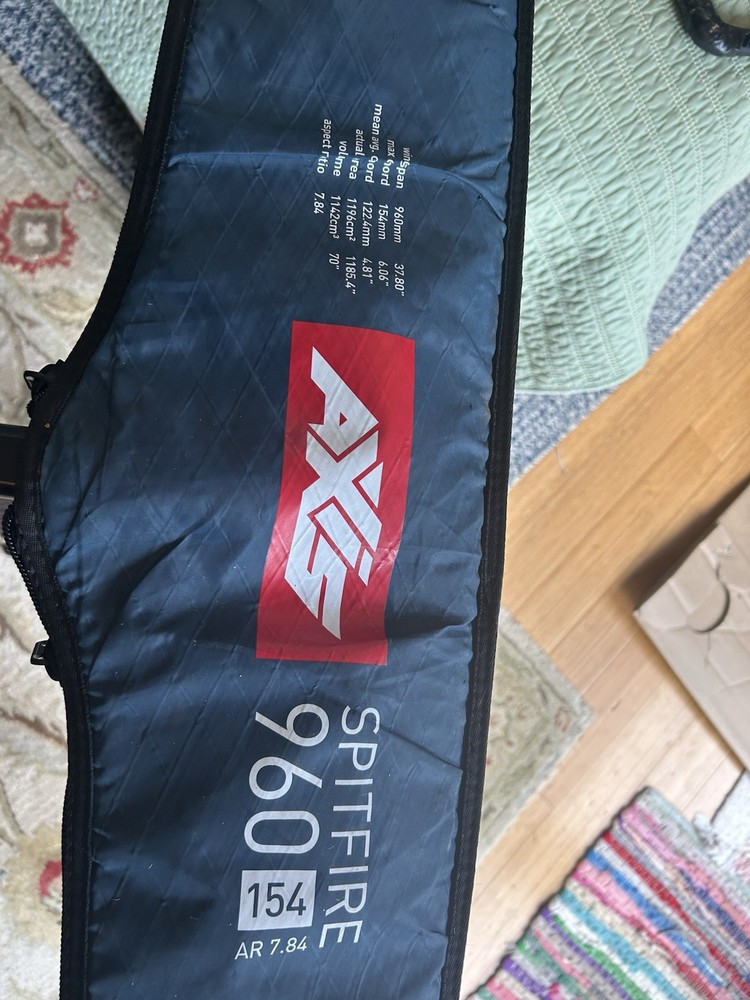 wingspan 960mm 37.80"
max chord 154mm 6.06"
mean avg. chord 122.4mm 4.81"
actual area 1196cm² 1185.4"
volume 1142cm³ 70"
aspect ratio 7.84
AXIS
SPITFIRE
960
154
AR 7.84